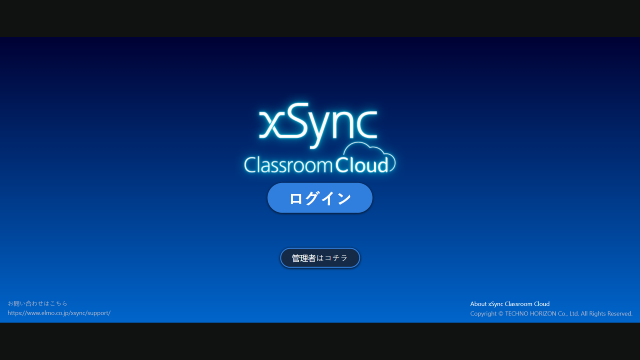 xSync
Classroom Cloud
ログイン
管理者はコチラ
お問い合わせはこちら
https://www.elmo.co.jp/xsync/support/
About xSync Classroom Cloud
Copyright © TECHNO HORIZON Co., Ltd. All Rights Reserved.